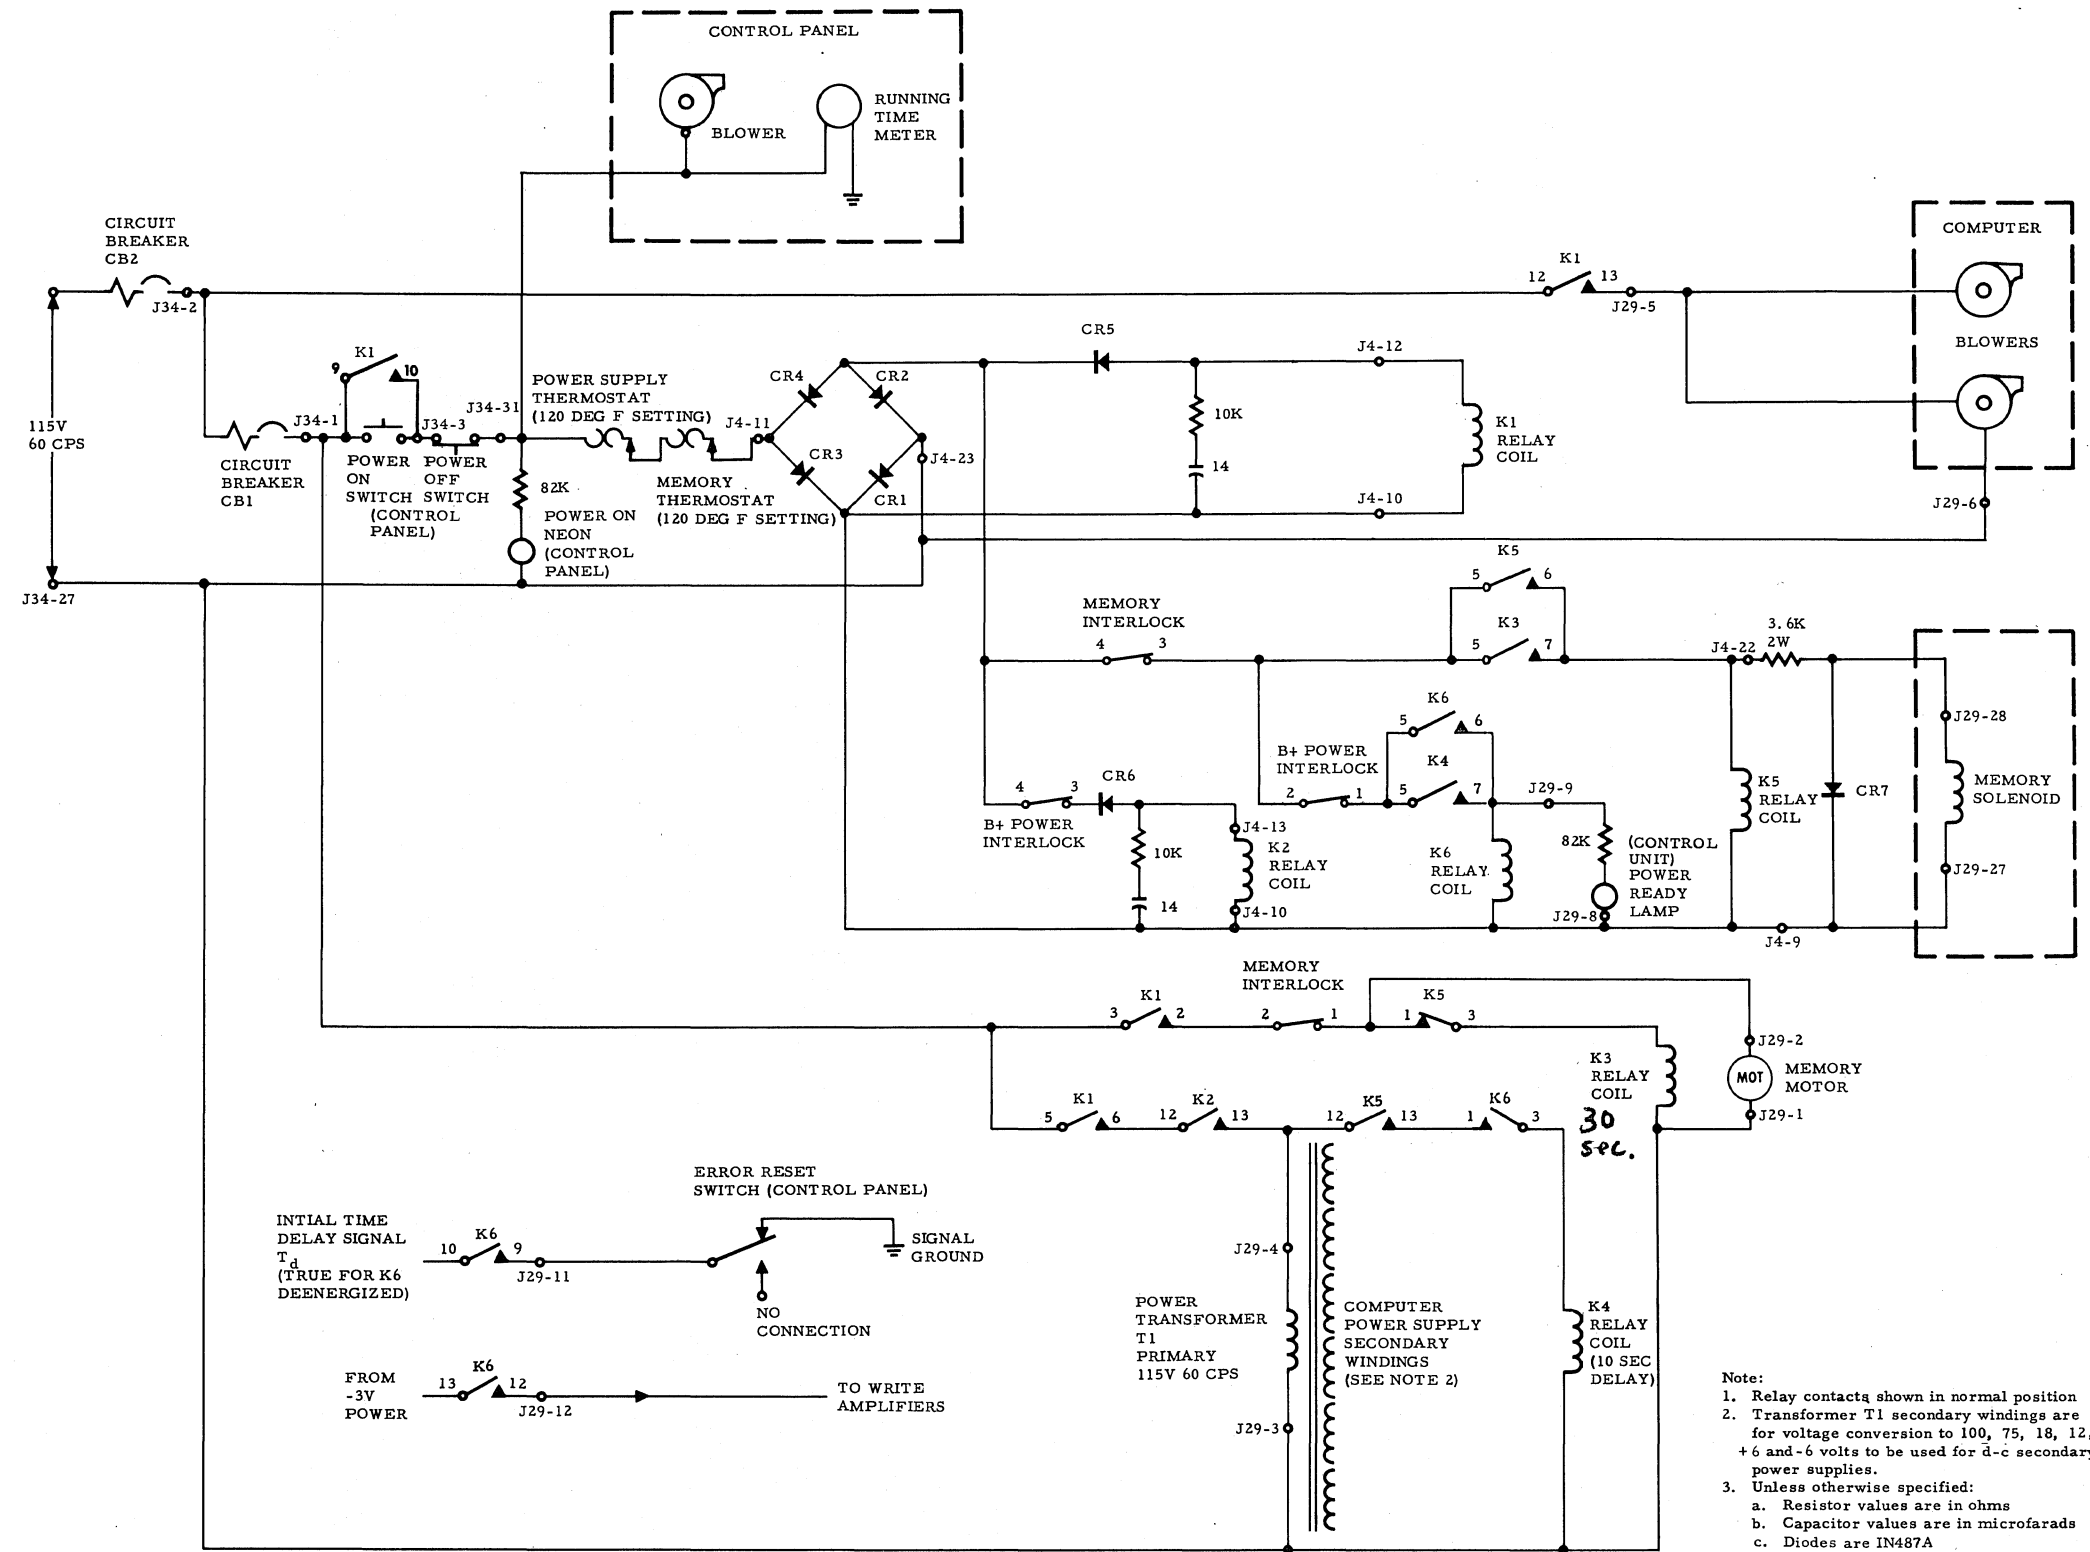 CONTROL PANEL
BLOWER
RUNNING
TIME
METER
CIRCUIT
BREAKER
CB2
J34-2
115V
60 CPS
J34-27
K1
9
10
J34-1
J34-3
J34-31
CIRCUIT
BREAKER
CB1
POWER
ON
SWITCH
POWER
OFF
SWITCH
(CONTROL
PANEL)
82K
POWER ON
NEON
(CONTROL
PANEL)
POWER SUPPLY
THERMOSTAT
(120 DEG F SETTING)
J4-11
MEMORY
THERMOSTAT
(120 DEG F SETTING)
CR4
CR2
CR3
CR1
J4-23
CR5
10K
14
J4-12
J4-10
K1
RELAY
COIL
K1
12
13
J29-5
COMPUTER
BLOWERS
J29-6
MEMORY
INTERLOCK
4
3
K5
5
6
K3
5
7
3.6K
2W
J4-22
K6
5
6
B+ POWER
INTERLOCK
2
1
K4
5
7
J29-9
4
3
CR6
B+ POWER
INTERLOCK
10K
14
J4-13
K2
RELAY
COIL
J4-10
K6
RELAY
COIL
82K
(CONTROL
UNIT)
POWER
READY
LAMP
J29-8
K5
RELAY
COIL
CR7
J4-9
J29-28
MEMORY
SOLENOID
J29-27
K1
3
2
MEMORY
INTERLOCK
2
1
K5
1
3
J29-2
MOT
MEMORY
MOTOR
J29-1
K3
RELAY
COIL
30
sec.
K1
5
6
K2
12
13
K5
12
13
K6
1
3
ERROR RESET
SWITCH (CONTROL PANEL)
INTIAL TIME
DELAY SIGNAL
Td
(TRUE FOR K6
DEENERGIZED)
10
K6
9
J29-11
SIGNAL
GROUND
NO
CONNECTION
FROM
-3V
POWER
13
K6
12
J29-12
TO WRITE
AMPLIFIERS
J29-4
POWER
TRANSFORMER
T1
PRIMARY
115V 60 CPS
J29-3
COMPUTER
POWER SUPPLY
SECONDARY
WINDINGS
(SEE NOTE 2)
K4
RELAY
COIL
(10 SEC
DELAY)
Note:
1. Relay contacts shown in normal position
2. Transformer T1 secondary windings are
for voltage conversion to 100, 75, 18, 12,
+6 and -6 volts to be used for d-c secondary
power supplies.
3. Unless otherwise specified:
a. Resistor values are in ohms
b. Capacitor values are in microfarads
c. Diodes are IN487A